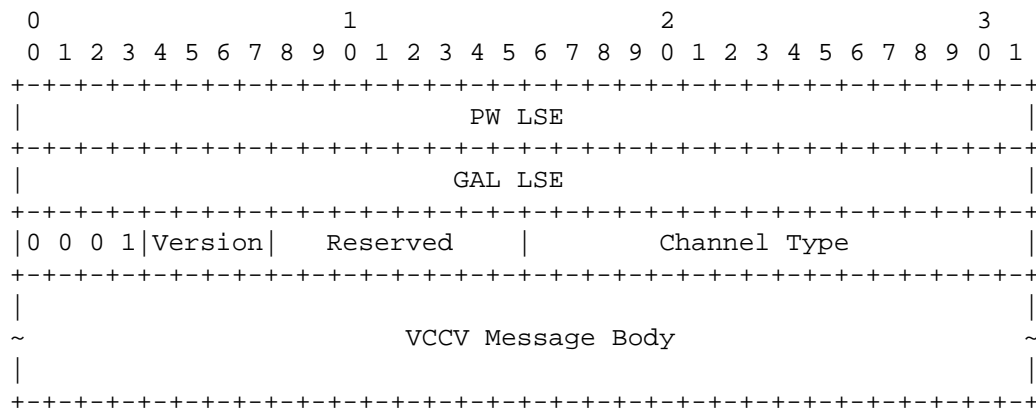 0                   1                   2                   3
 0 1 2 3 4 5 6 7 8 9 0 1 2 3 4 5 6 7 8 9 0 1 2 3 4 5 6 7 8 9 0 1
+-+-+-+-+-+-+-+-+-+-+-+-+-+-+-+-+-+-+-+-+-+-+-+-+-+-+-+-+-+-+-+-+
|                            PW LSE                             |
+-+-+-+-+-+-+-+-+-+-+-+-+-+-+-+-+-+-+-+-+-+-+-+-+-+-+-+-+-+-+-+-+
|                           GAL LSE                             |
+-+-+-+-+-+-+-+-+-+-+-+-+-+-+-+-+-+-+-+-+-+-+-+-+-+-+-+-+-+-+-+-+
|0 0 0 1|Version|   Reserved    |        Channel Type           |
+-+-+-+-+-+-+-+-+-+-+-+-+-+-+-+-+-+-+-+-+-+-+-+-+-+-+-+-+-+-+-+-+
|                                                               |
~                        VCCV Message Body                      ~
|                                                               |
+-+-+-+-+-+-+-+-+-+-+-+-+-+-+-+-+-+-+-+-+-+-+-+-+-+-+-+-+-+-+-+-+